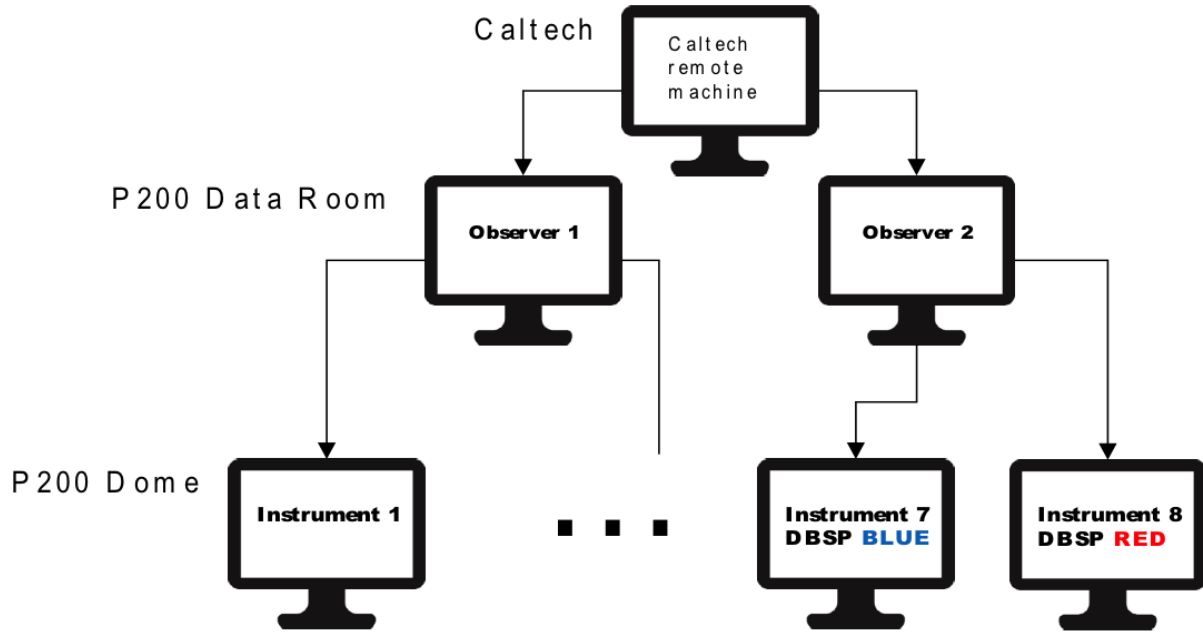 Caltech
Caltech
remote
machine
P200 Data Room
Observer 1
Observer 2
P200 Dome
Instrument 1
...
Instrument 7
DBSP BLUE
Instrument 8
DBSP RED